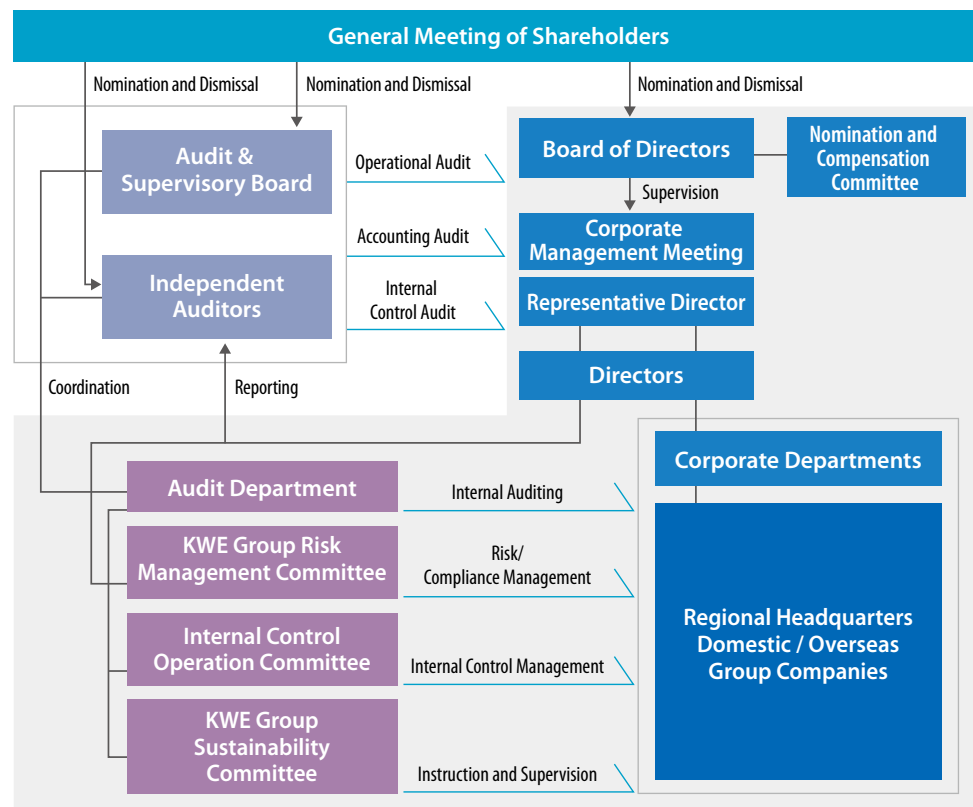 General Meeting of Shareholders
Nomination and Dismissal
Nomination and Dismissal
Nomination and Dismissal
Audit &
Supervisory Board
Operational Audit
Board of Directors
Nomination and
Compensation
Committee
Supervision
Accounting Audit
Corporate
Management Meeting
Independent
Auditors
Internal
Control Audit
Representative Director
Directors
Coordination
Reporting
Corporate Departments
Audit Department
Internal Auditing
KWE Group Risk
Management Committee
Risk/
Compliance Management
Regional Headquarters
Domestic / Overseas
Group Companies
Internal Control
Operation Committee
Internal Control Management
KWE Group
Sustainability
Committee
Instruction and Supervision